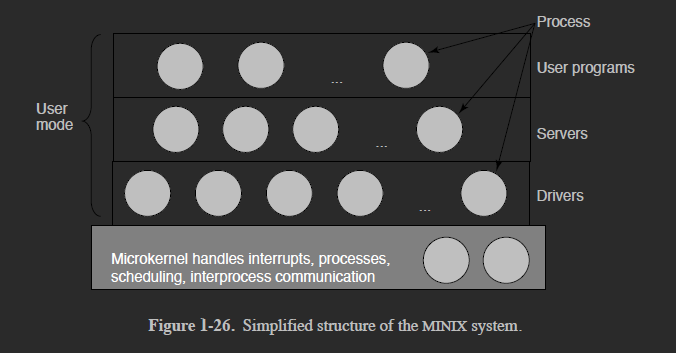 Process
User programs
User
mode
...
Servers
...
Drivers
...
Microkernel handles interrupts, processes,
scheduling, interprocess communication
Figure 1-26. Simplified structure of the MINIX system.